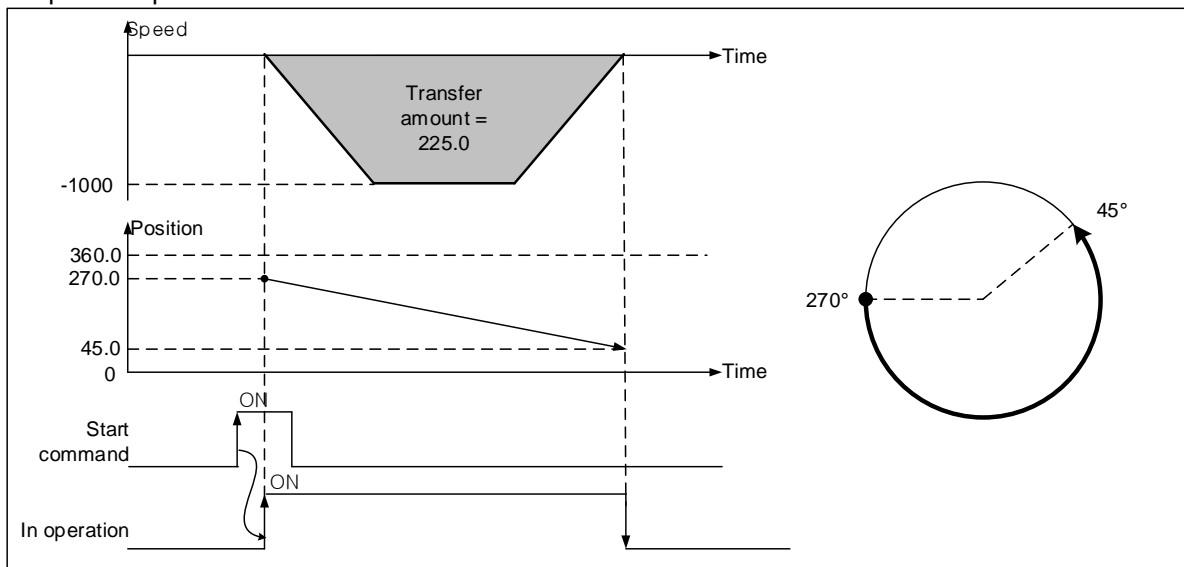 Speed
Time
Transfer
amount =
225.0
-1000
Position
360.0
270.0
45.0
0
Time
45°
270°
ON
Start
command
ON
In operation